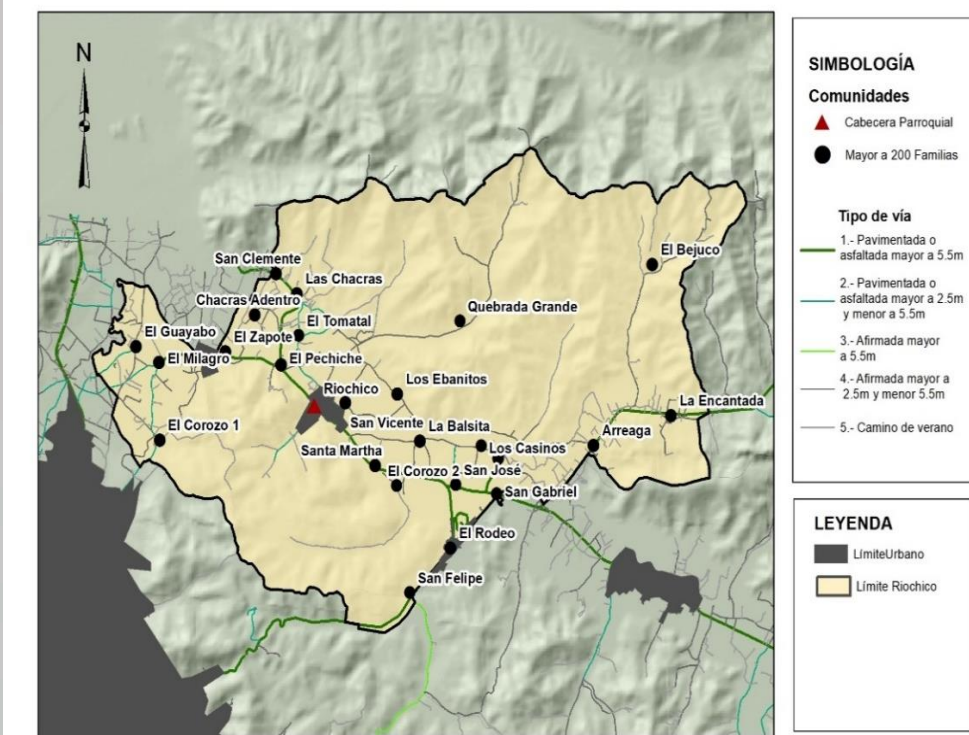 N
San Clemente
Las Chacras
Chacras Adentro
El Bejuco
El Guayabo
El Zapote
El Tomatal
Quebrada Grande
El Milagro
El Pechiche
Riochico
Los Ebanitos
El Corozo 1
San Vicente
La Balsita
La Encantada
Santa Martha
Los Casinos
Arreaga
El Corozo 2
San José
San Gabriel
El Rodeo
San Felipe
SIMBOLOGÍA
Comunidades
Cabecera Parroquial
Mayor a 200 Familias
Tipo de vía
1.- Pavimentada o
asfaltada mayor a 5.5m
2.- Pavimentada o
asfaltada mayor a 2.5m
y menor a 5.5m
3.- Afirmada mayor
a 5.5m
4.- Afirmada mayor a
2.5m y menor 5.5m
5.- Camino de verano
LEYENDA
LímiteUrbano
Límite Riochico